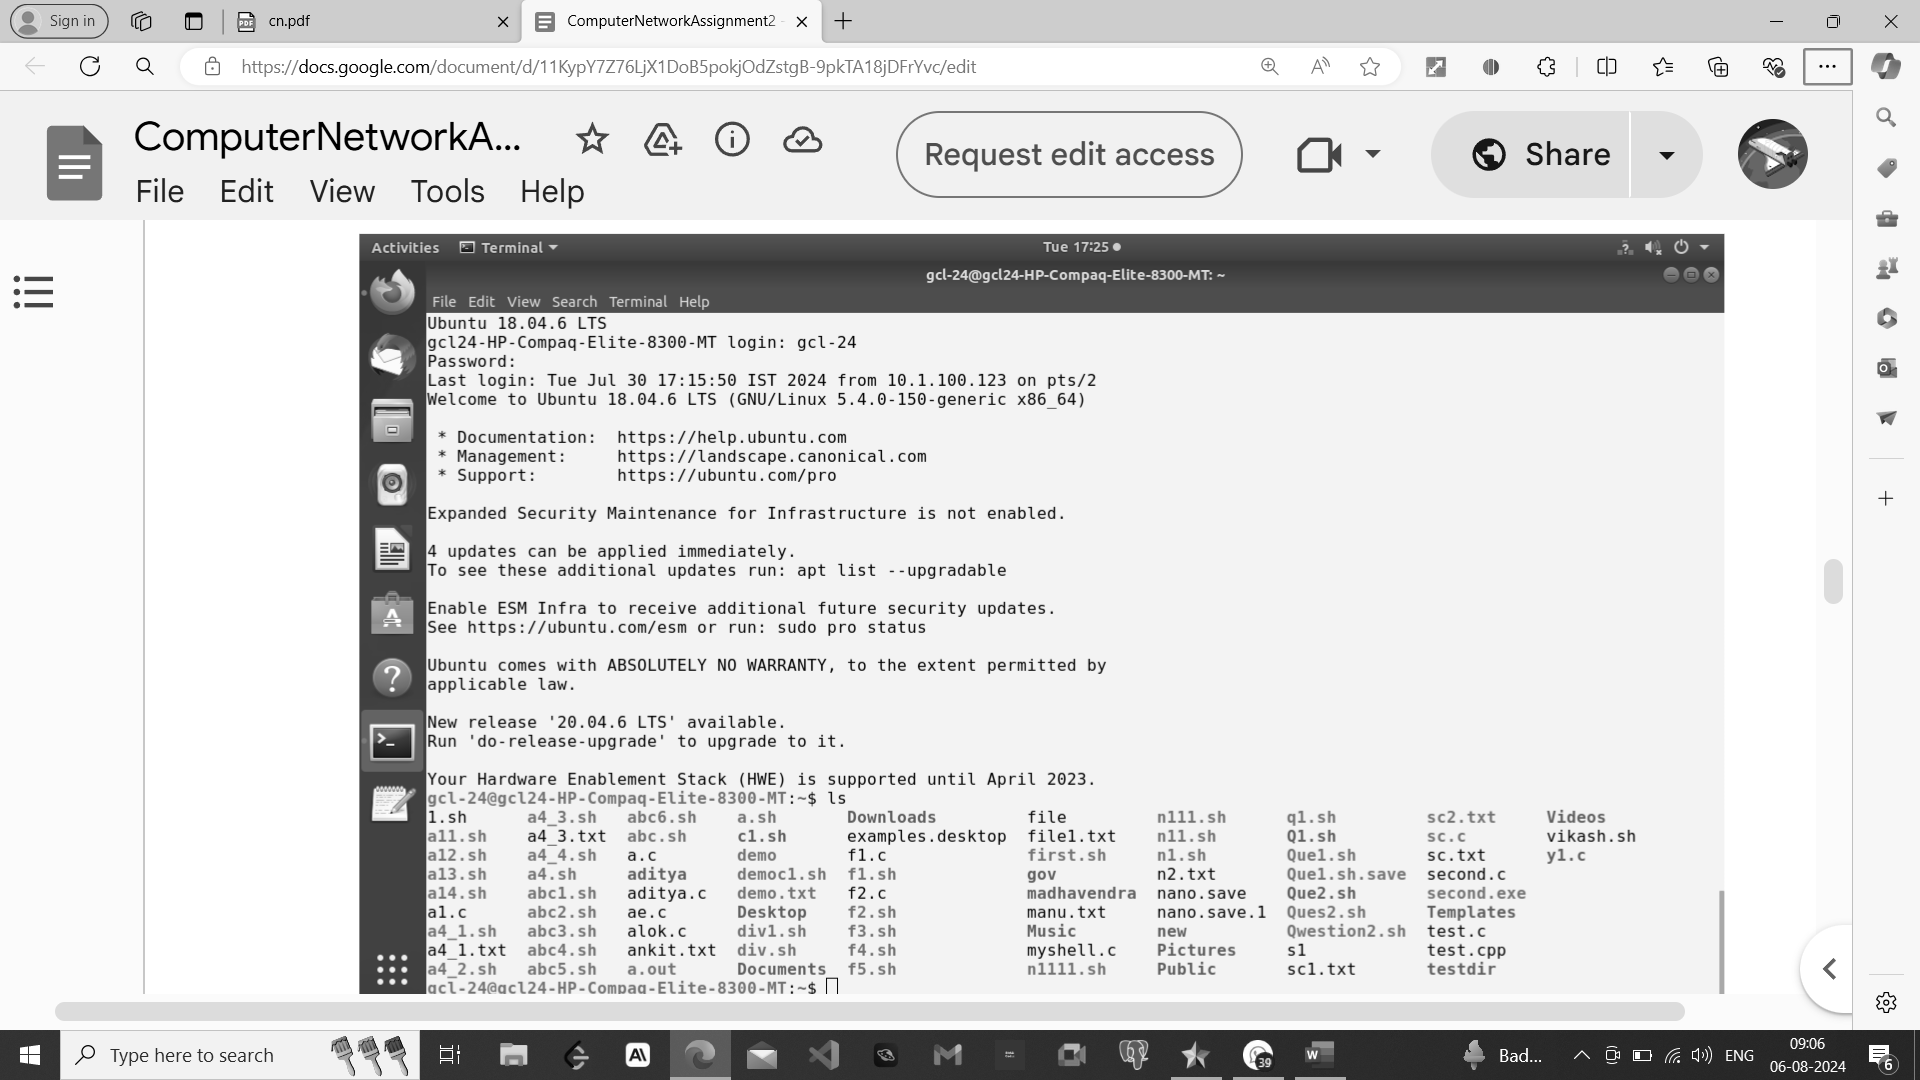 Sign in
cn.pdf
ComputerNetworkAssignment2 -
https://docs.google.com/document/d/11KypY7Z76LjX1DoB5pokjOdZstgB-9pkTA18jDFrYvc/edit
ComputerNetworkA...
Request edit access
Share
File Edit View Tools Help
Activities Terminal Tue 17:25
gcl-24@gcl24-HP-Compaq-Elite-8300-MT: ~
File Edit View Search Terminal Help
Ubuntu 18.04.6 LTS
gcl24-HP-Compaq-Elite-8300-MT login: gcl-24
Password:
Last login: Tue Jul 30 17:15:50 IST 2024 from 10.1.100.123 on pts/2
Welcome to Ubuntu 18.04.6 LTS (GNU/Linux 5.4.0-150-generic x86_64)
* Documentation: https://help.ubuntu.com
* Management: https://landscape.canonical.com
* Support: https://ubuntu.com/pro
Expanded Security Maintenance for Infrastructure is not enabled.
4 updates can be applied immediately.
To see these additional updates run: apt list --upgradable
Enable ESM Infra to receive additional future security updates.
See https://ubuntu.com/esm or run: sudo pro status
Ubuntu comes with ABSOLUTELY NO WARRANTY, to the extent permitted by
applicable law.
New release '20.04.6 LTS' available.
Run 'do-release-upgrade' to upgrade to it.
Your Hardware Enablement Stack (HWE) is supported until April 2023.
gcl-24@gcl24-HP-Compaq-Elite-8300-MT:~$ ls
1.sh a4_3.sh abc6.sh a.sh Downloads file n111.sh q1.sh sc2.txt Videos
a11.sh a4_3.txt abc.sh c1.sh examples.desktop file1.txt n11.sh Q1.sh sc.c vikash.sh
a12.sh a4_4.sh a.c demo f1.c first.sh n1.sh Que1.sh sc.txt y1.c
a13.sh a4.sh aditya democ1.sh f1.sh gov n2.txt Que1.sh.save second.c
a14.sh abc1.sh aditya.c demo.txt f2.c madhavendra nano.save Que2.sh second.exe
a1.c abc2.sh ae.c Desktop f2.sh manu.txt nano.save.1 Ques2.sh Templates
a4_1.sh abc3.sh alok.c div1.sh f3.sh Music new Qwestion2.sh test.c
a4_1.txt abc4.sh ankit.txt div.sh f4.sh myshell.c Pictures s1 test.cpp
a4_2.sh abc5.sh a.out Documents f5.sh n1111.sh Public sc1.txt testdir
gcl-24@gcl24-HP-Compaq-Elite-8300-MT:~$
Type here to search
39
Bad...
ENG
09:06
06-08-2024
6